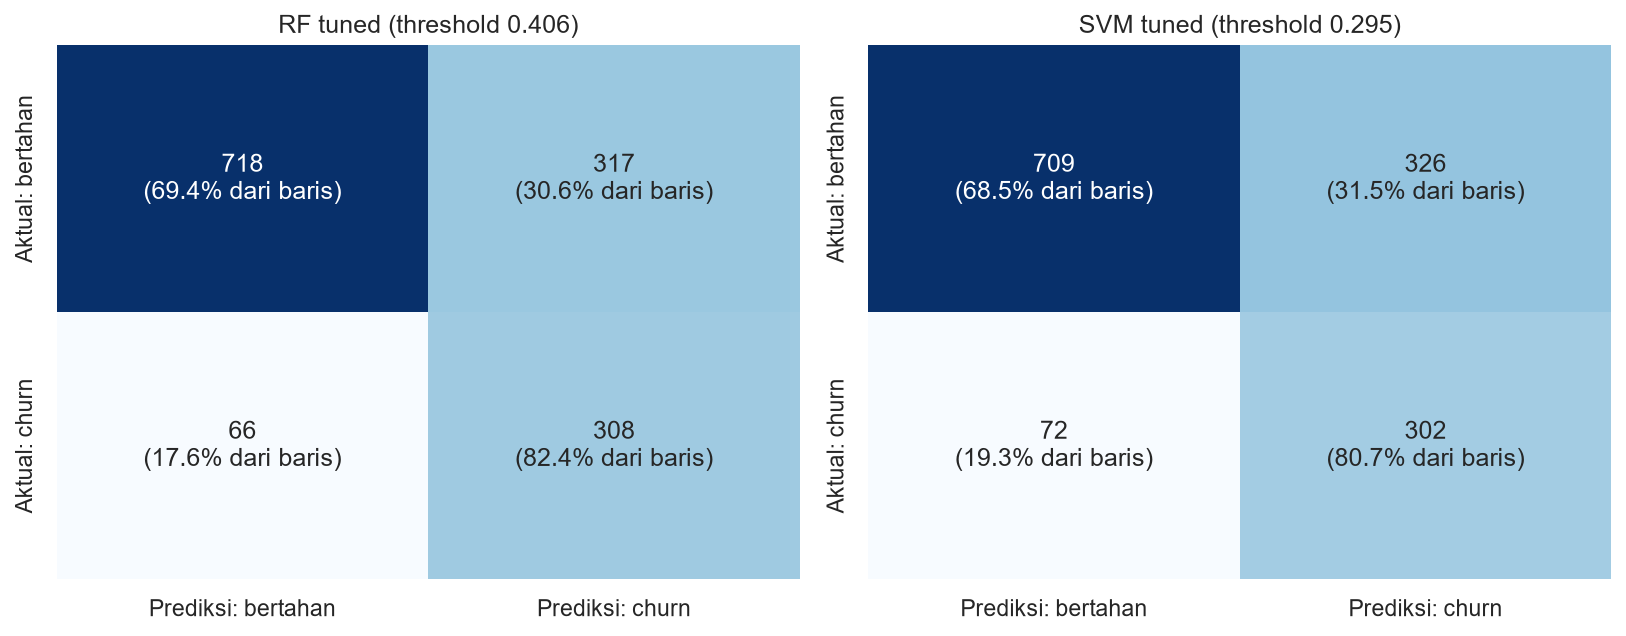 RF tuned (threshold 0.406)
Aktual: bertahan
718
(69.4% dari baris)
317
(30.6% dari baris)
Aktual: churn
66
(17.6% dari baris)
308
(82.4% dari baris)
Prediksi: bertahan
Prediksi: churn
SVM tuned (threshold 0.295)
Aktual: bertahan
709
(68.5% dari baris)
326
(31.5% dari baris)
Aktual: churn
72
(19.3% dari baris)
302
(80.7% dari baris)
Prediksi: bertahan
Prediksi: churn